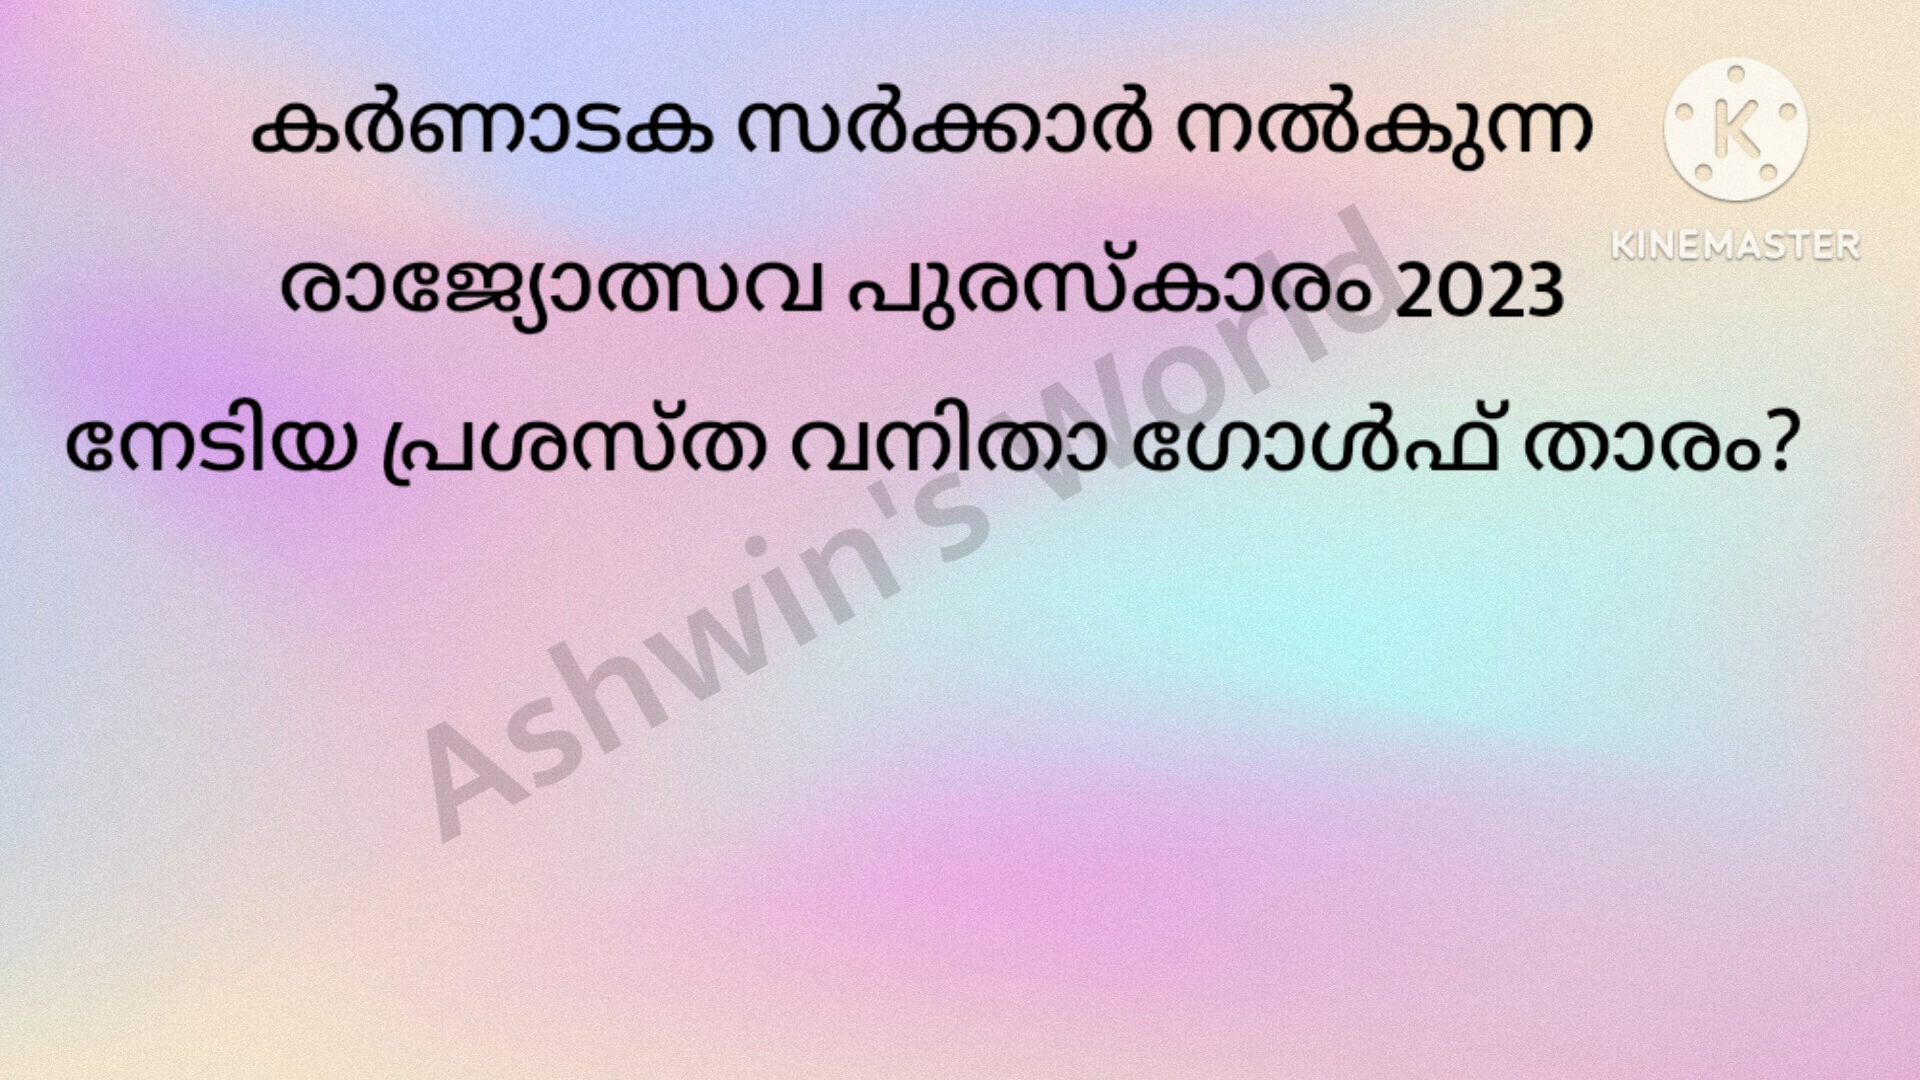 കർണാടക സർക്കാർ നൽകുന്ന
രാജ്യോത്സവ പുരസ്കാരം 2023
നേടിയ പ്രശസ്ത വനിതാ ഗോൾഫ് താരം?
K
KINEMASTER
Ashwin's World